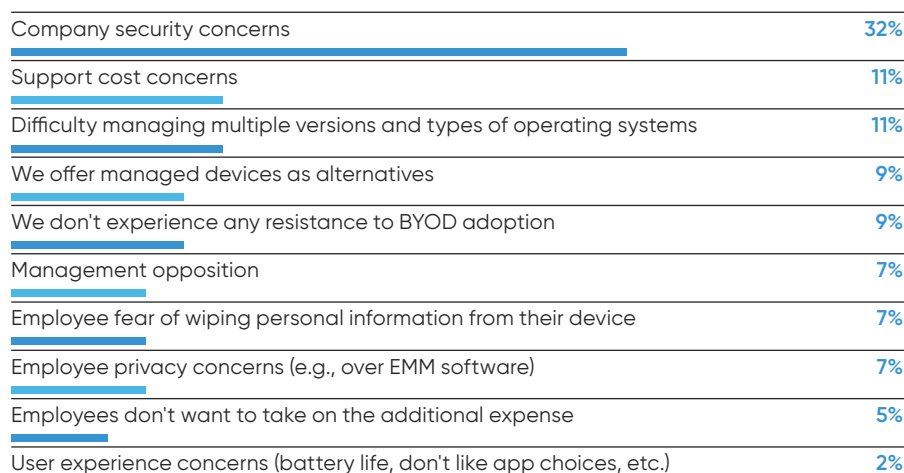 Company security concerns 32%
Support cost concerns 11%
Difficulty managing multiple versions and types of operating systems 11%
We offer managed devices as alternatives 9%
We don't experience any resistance to BYOD adoption 9%
Management opposition 7%
Employee fear of wiping personal information from their device 7%
Employee privacy concerns (e.g., over EMM software) 7%
Employees don't want to take on the additional expense 5%
User experience concerns (battery life, don't like app choices, etc.) 2%